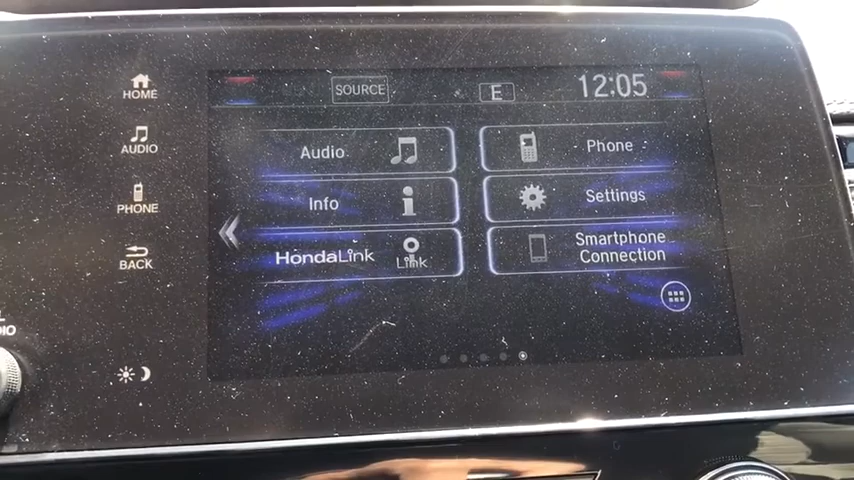 SOURCE
E
12:05
HOME
AUDIO
PHONE
BACK
Audio
Phone
Info
Settings
HondaLink
Link
Smartphone
Connection